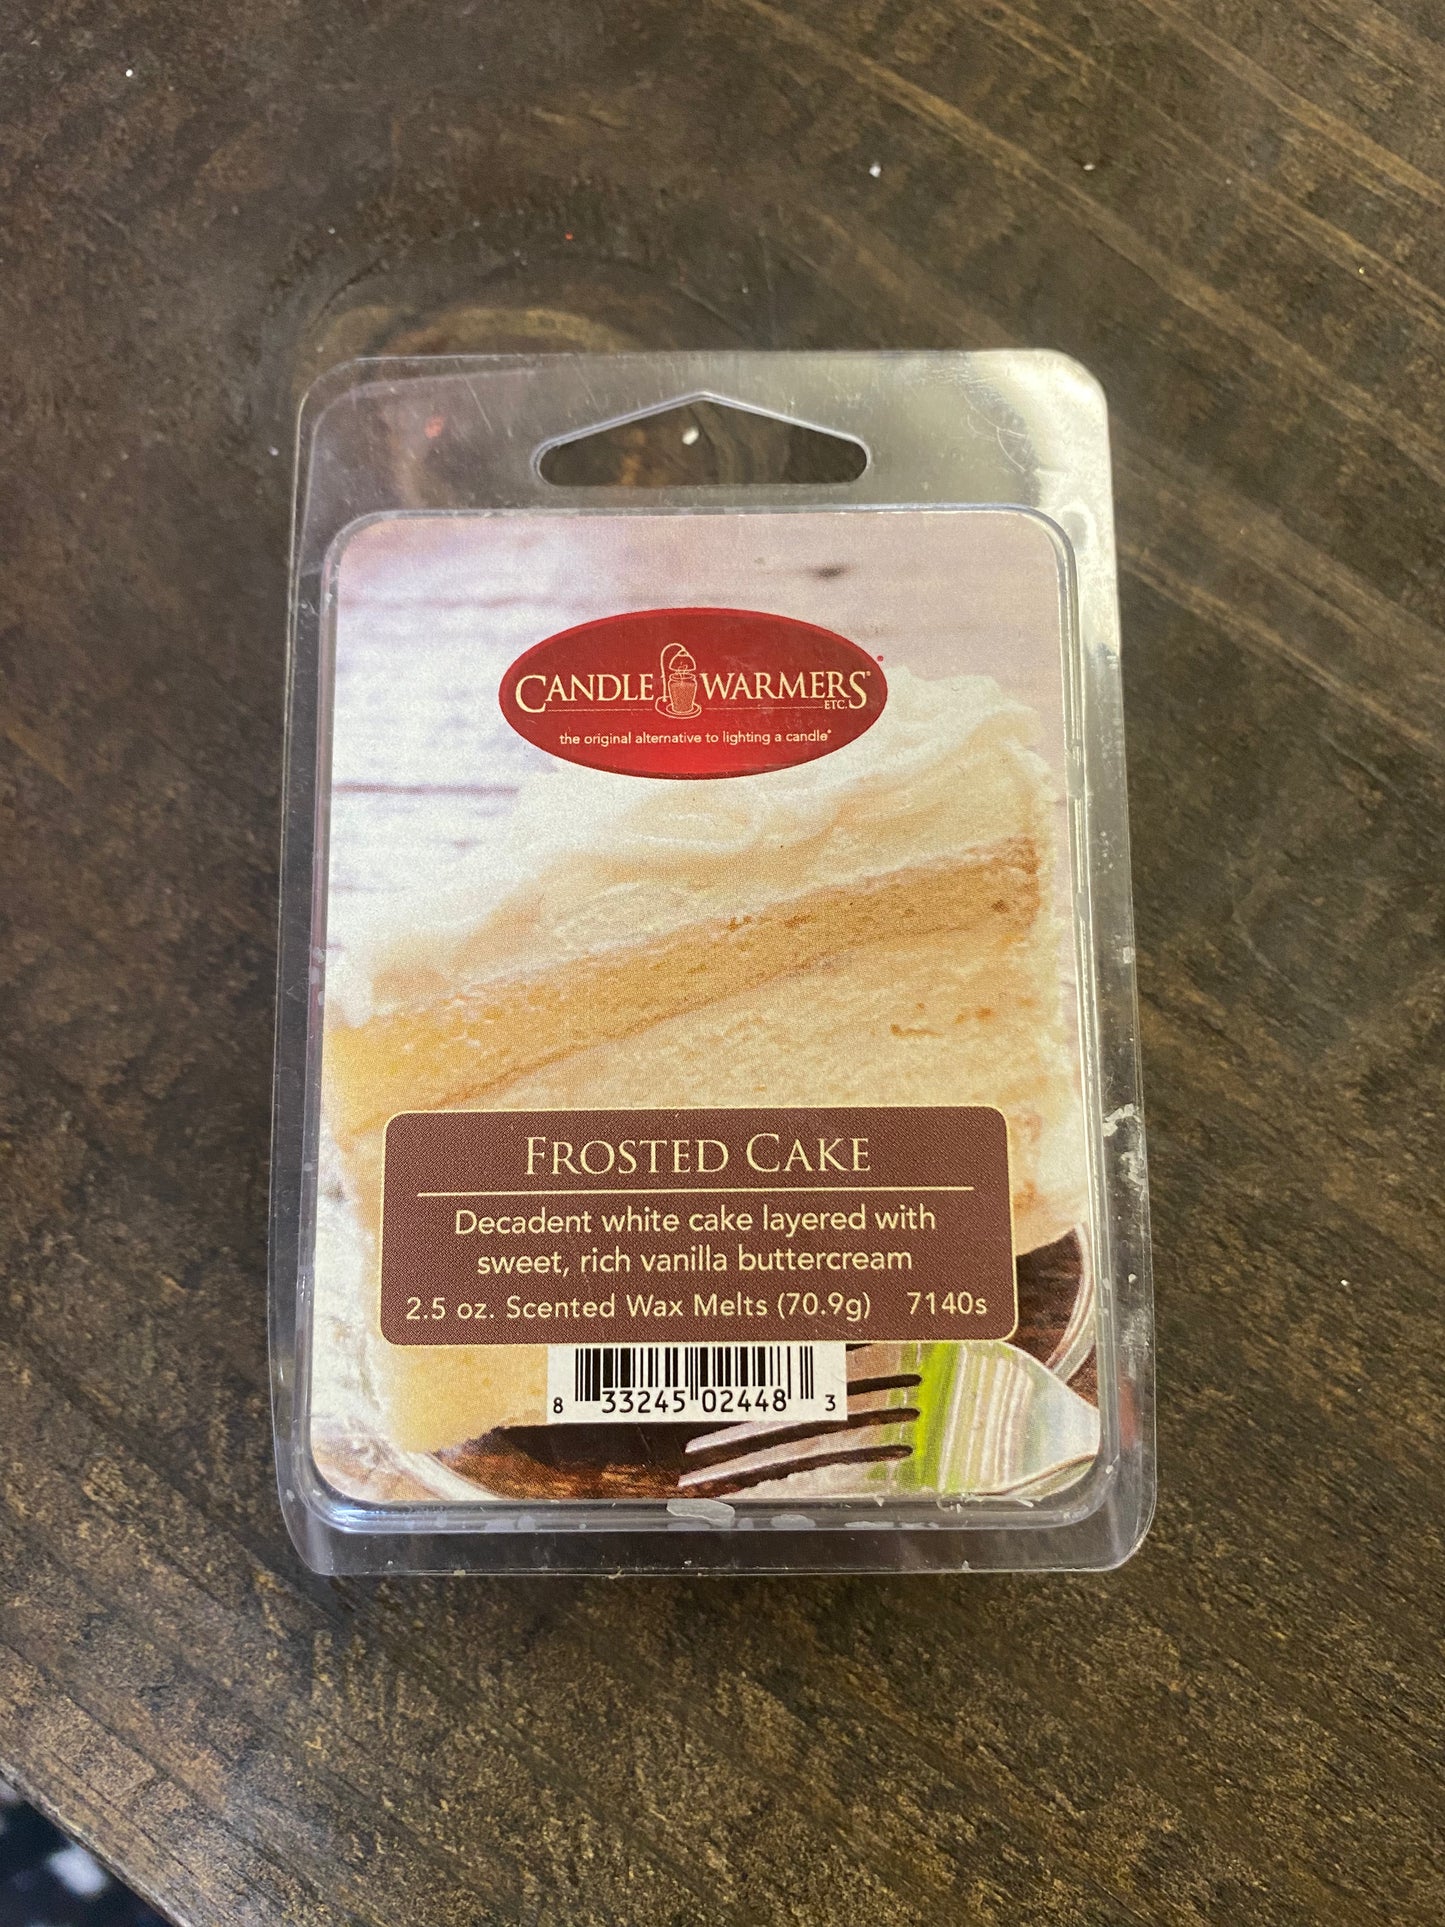 CANDLE WARMERS®
ETC.
the original alternative to lighting a candle®
FROSTED CAKE
Decadent white cake layered with
sweet, rich vanilla buttercream
2.5 oz. Scented Wax Melts (70.9g) 7140s
8 33245 02448 3